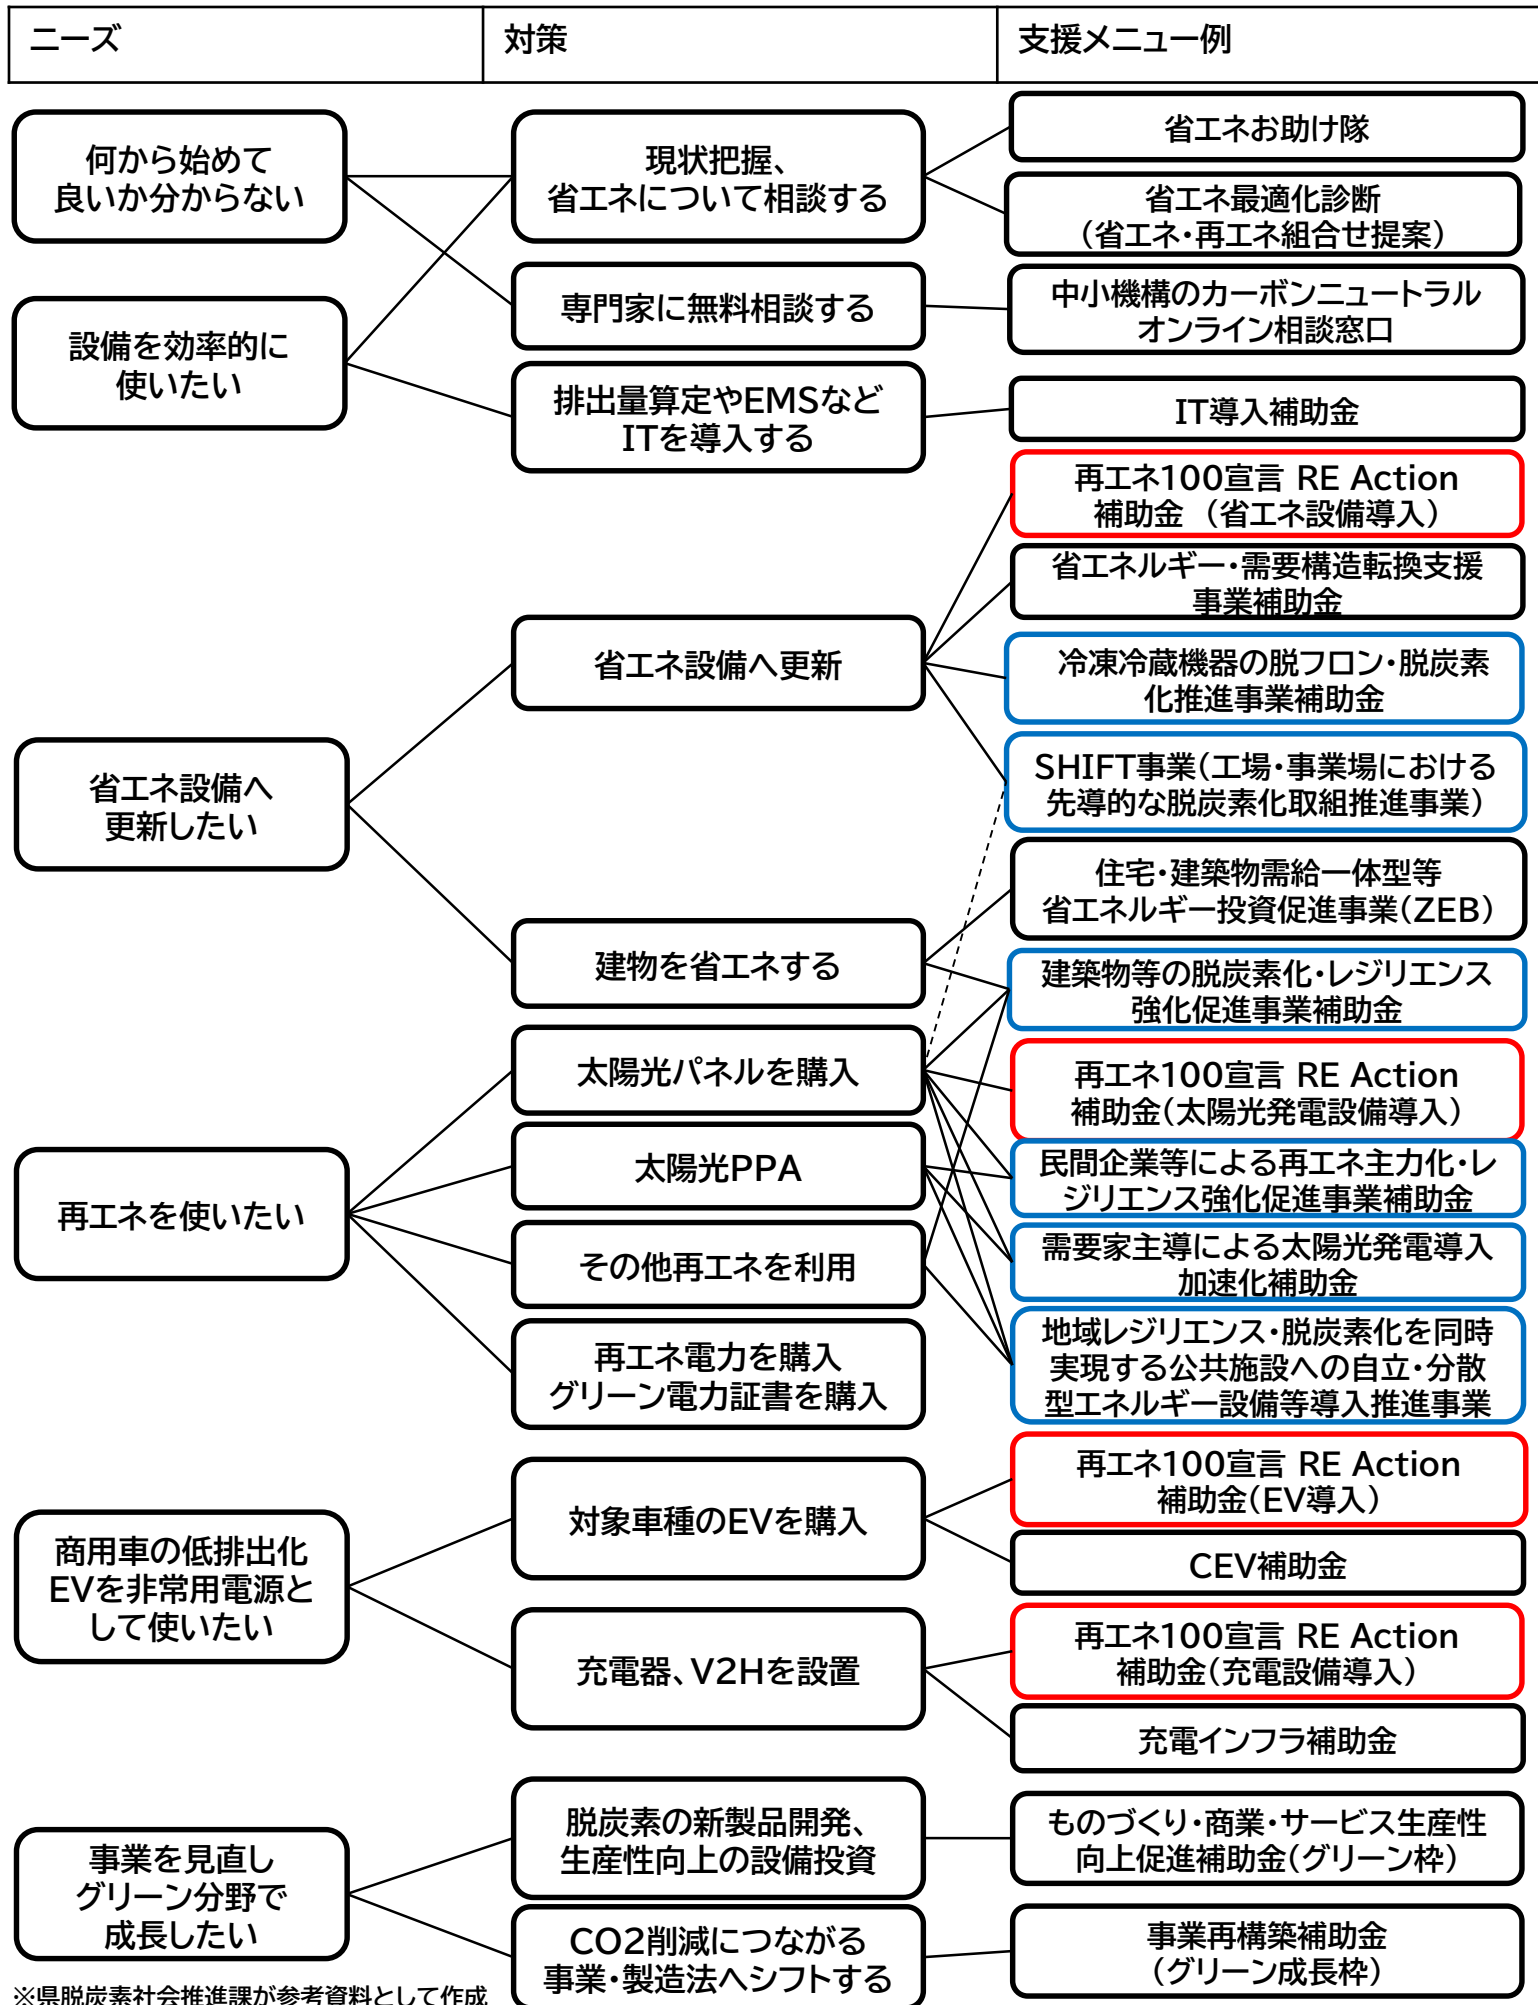 ニーズ
対策
支援メニュー例
何から始めて
良いか分からない
設備を効率的に
使いたい
現状把握、
省エネについて相談する
専門家に無料相談する
排出量算定やEMSなど
ITを導入する
省エネお助け隊
省エネ最適化診断
（省エネ・再エネ組合せ提案）
中小機構のカーボンニュートラル
オンライン相談窓口
IT導入補助金
省エネ設備へ
更新したい
省エネ設備へ更新
建物を省エネする
再エネ100宣言 RE Action
補助金 （省エネ設備導入）
省エネルギー・需要構造転換支援
事業補助金
冷凍冷蔵機器の脱フロン・脱炭素
化推進事業補助金
SHIFT事業（工場・事業場における
先導的な脱炭素化取組推進事業）
住宅・建築物需給一体型等
省エネルギー投資促進事業（ZEB）
建築物等の脱炭素化・レジリエンス
強化促進事業補助金
再エネを使いたい
太陽光パネルを購入
太陽光PPA
その他再エネを利用
再エネ電力を購入
グリーン電力証書を購入
再エネ100宣言 RE Action
補助金（太陽光発電設備導入）
民間企業等による再エネ主力化・レ
ジリエンス強化促進事業補助金
需要家主導による太陽光発電導入
加速化補助金
地域レジリエンス・脱炭素化を同時
実現する公共施設への自立・分散
型エネルギー設備等導入推進事業
商用車の低排出化
EVを非常用電源と
して使いたい
対象車種のEVを購入
充電器、V2Hを設置
再エネ100宣言 RE Action
補助金（EV導入）
CEV補助金
再エネ100宣言 RE Action
補助金（充電設備導入）
充電インフラ補助金
事業を見直し
グリーン分野で
成長したい
脱炭素の新製品開発、
生産性向上の設備投資
CO2削減につながる
事業・製造法へシフトする
ものづくり・商業・サービス生産性
向上促進補助金（グリーン枠）
事業再構築補助金
（グリーン成長枠）
※県脱炭素社会推進課が参考資料として作成